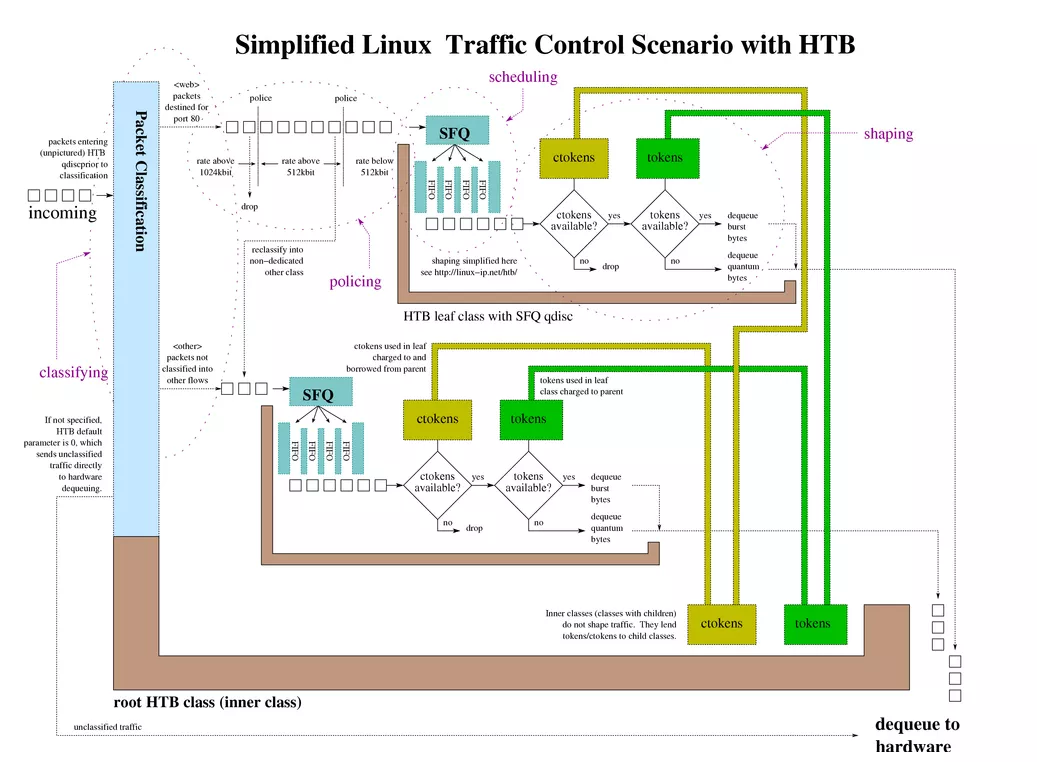 Simplified Linux  Traffic Control Scenario with HTB
scheduling
<web>
packets
destined for
port 80
police
police
SFQ
ctokens
tokens
shaping
packets entering
(unpictured) HTB
qdiscprior to
classification
incoming
Packet Classification
rate above
1024kbit
rate above
512kbit
rate below
512kbit
drop
FIFO
FIFO
FIFO
FIFO
ctokens
available?
yes
tokens
available?
yes
dequeue
burst
bytes
no
drop
no
dequeue
quantum
bytes
reclassify into
non-dedicated
other class
policing
shaping simplified here
see http://linux-ip.net/htb/
HTB leaf class with SFQ qdisc
classifying
<other>
packets not
classified into
other flows
ctokens used in leaf
charged to and
borrowed from parent
tokens used in leaf
class charged to parent
SFQ
ctokens
tokens
If not specified,
HTB default
parameter is 0, which
sends unclassified
traffic directly
to hardware
dequeuing.
FIFO
FIFO
FIFO
FIFO
ctokens
available?
yes
tokens
available?
yes
dequeue
burst
bytes
no
drop
no
dequeue
quantum
bytes
Inner classes (classes with children)
do not shape traffic.  They lend
tokens/ctokens to child classes.
ctokens
tokens
root HTB class (inner class)
unclassified traffic
dequeue to
hardware